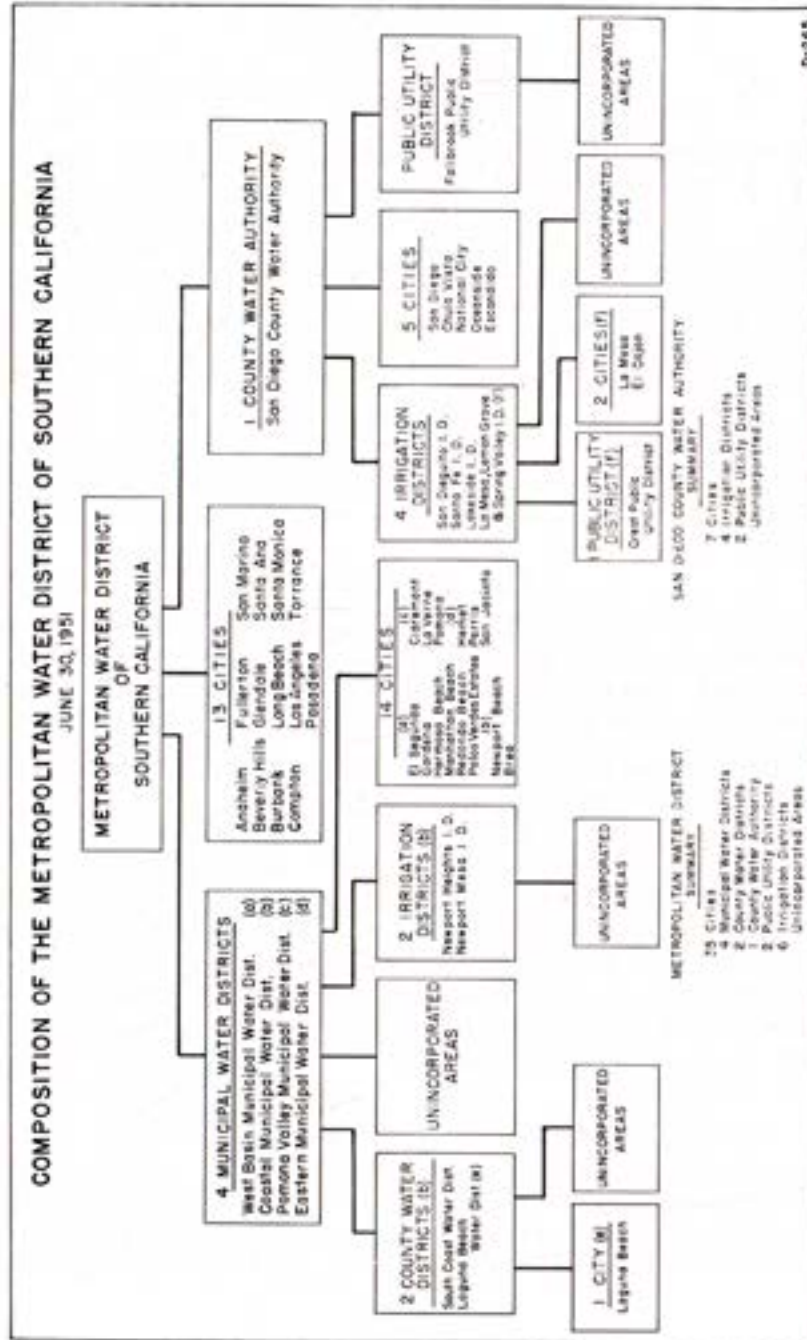 COMPOSITION OF THE METROPOLITAN WATER DISTRICT OF SOUTHERN CALIFORNIA
JUNE 30, 1951
METROPOLITAN WATER DISTRICT
OF
SOUTHERN CALIFORNIA
4 MUNICIPAL WATER DISTRICTS
West Basin Municipal Water Dist. (a)
Coastal Municipal Water Dist. (b)
Pomona Valley Municipal Water Dist. (c)
Eastern Municipal Water Dist. (d)
13 CITIES
Anaheim Fullerton San Marino
Beverly Hills Glendale Santa Ana
Burbank Long Beach Santa Monica
Compton Los Angeles Torrance
Pasadena
1 COUNTY WATER AUTHORITY
San Diego County Water Authority
2 COUNTY WATER
DISTRICTS (b)
South Coast Water Dist.
Laguna Beach
Water Dist (e)
UNINCORPORATED
AREAS
2 IRRIGATION
DISTRICTS (b)
Newport Heights I. D.
Newport Mesa I. D.
14 CITIES
(a) (c)
El Segundo Claremont
Gardena La Verne
Hermosa Beach Pomona
Manhattan Beach (d)
Redondo Beach Hemet
Palos Verdes Estates Perris
(b) San Jacinto
Newport Beach
Brea
4 IRRIGATION
DISTRICTS
San Dieguito I. D.
Santa Fe I. D.
Lakeside I. D.
La Mesa, Lemon Grove
& Spring Valley I. D. (f)
5 CITIES
San Diego
Chula Vista
National City
Oceanside
Escondido
PUBLIC UTILITY
DISTRICT
Fallbrook Public
Utility District
1 CITY (e)
Laguna Beach
UNINCORPORATED
AREAS
UNINCORPORATED
AREAS
1 PUBLIC UTILITY
DISTRICT (f)
Crest Public
Utility District
2 CITIES (f)
La Mesa
El Cajon
UNINCORPORATED
AREAS
UNINCORPORATED
AREAS
METROPOLITAN WATER DISTRICT
SUMMARY
35 Cities
4 Municipal Water Districts
2 County Water Districts
1 County Water Authority
2 Public Utility Districts
6 Irrigation Districts
Unincorporated Areas
SAN DIEGO COUNTY WATER AUTHORITY
SUMMARY
7 Cities
4 Irrigation Districts
2 Public Utility Districts
Unincorporated Areas